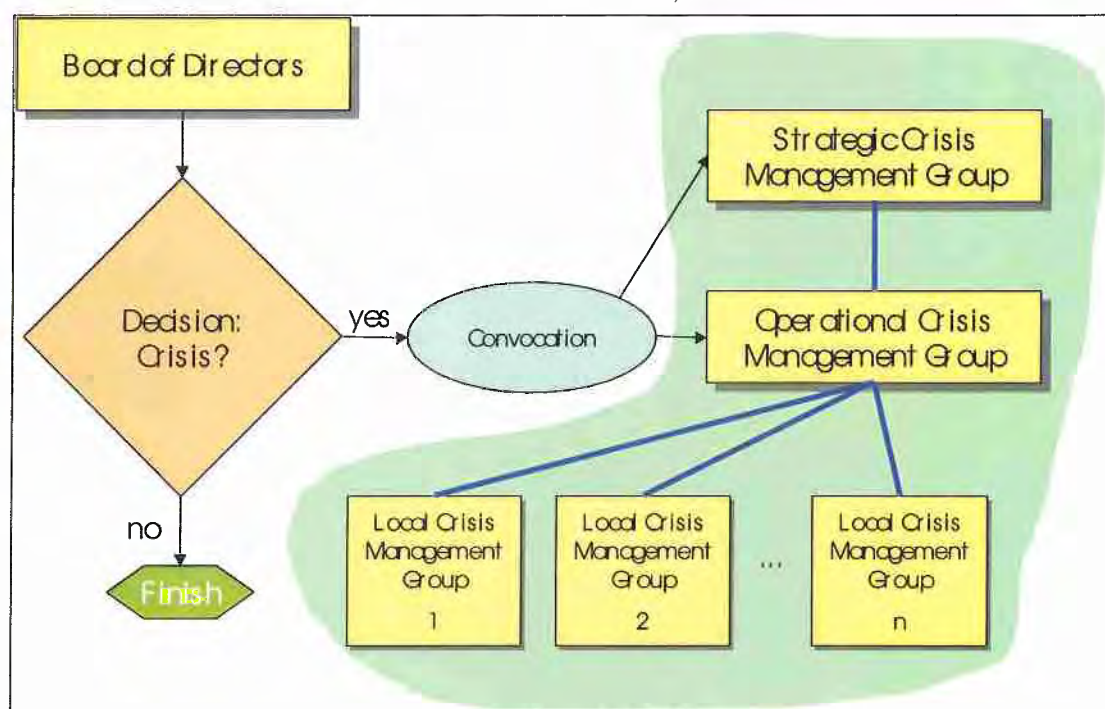 Board of Directors
Strategic Crisis
Management Group
Decision:
Crisis?
yes
Convocation
Operational Crisis
Management Group
no
Finish
Local Crisis
Management
Group
1
Local Crisis
Management
Group
2
...
Local Crisis
Management
Group
n